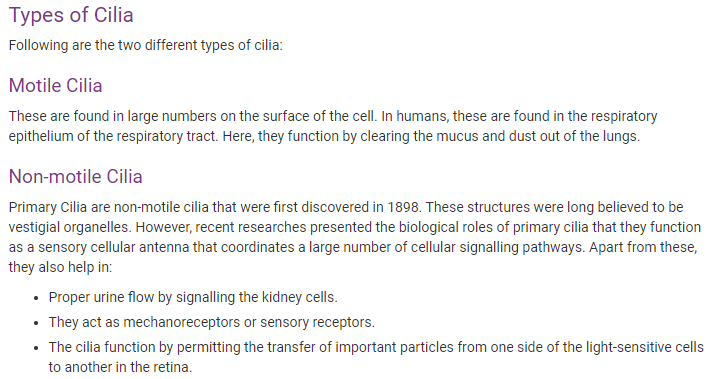 Types of Cilia
Following are the two different types of cilia:
Motile Cilia
These are found in large numbers on the surface of the cell. In humans, these are found in the respiratory
epithelium of the respiratory tract. Here, they function by clearing the mucus and dust out of the lungs.
Non-motile Cilia
Primary Cilia are non-motile cilia that were first discovered in 1898. These structures were long believed to be
vestigial organelles. However, recent researches presented the biological roles of primary cilia that they function
as a sensory cellular antenna that coordinates a large number of cellular signalling pathways. Apart from these,
they also help in:
• Proper urine flow by signalling the kidney cells.
• They act as mechanoreceptors or sensory receptors.
• The cilia function by permitting the transfer of important particles from one side of the light-sensitive cells
to another in the retina.